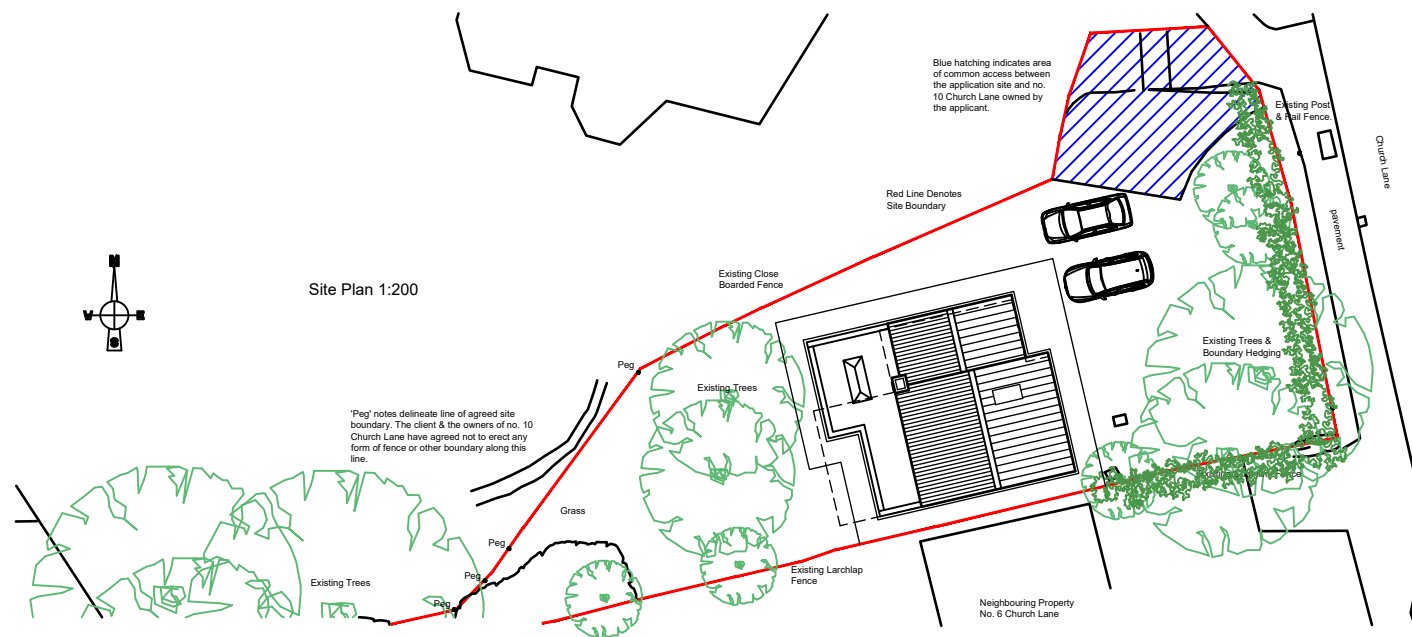 Blue hatching indicates area
of common access between
the application site and no.
10 Church Lane owned by
the applicant.
Existing Post
& Rail Fence.
Church Lane
pavement
Red Line Denotes
Site Boundary
N
W
E
S
Site Plan 1:200
Existing Close
Boarded Fence
Existing Trees &
Boundary Hedging
Peg
Existing Trees
'Peg' notes delineate line of agreed site
boundary. The client & the owners of no. 10
Church Lane have agreed not to erect any
form of fence or other boundary along this
line.
Grass
Peg
Peg
Existing Trees
Peg
Existing Larchlap
Fence
Neighbouring Property
No. 6 Church Lane